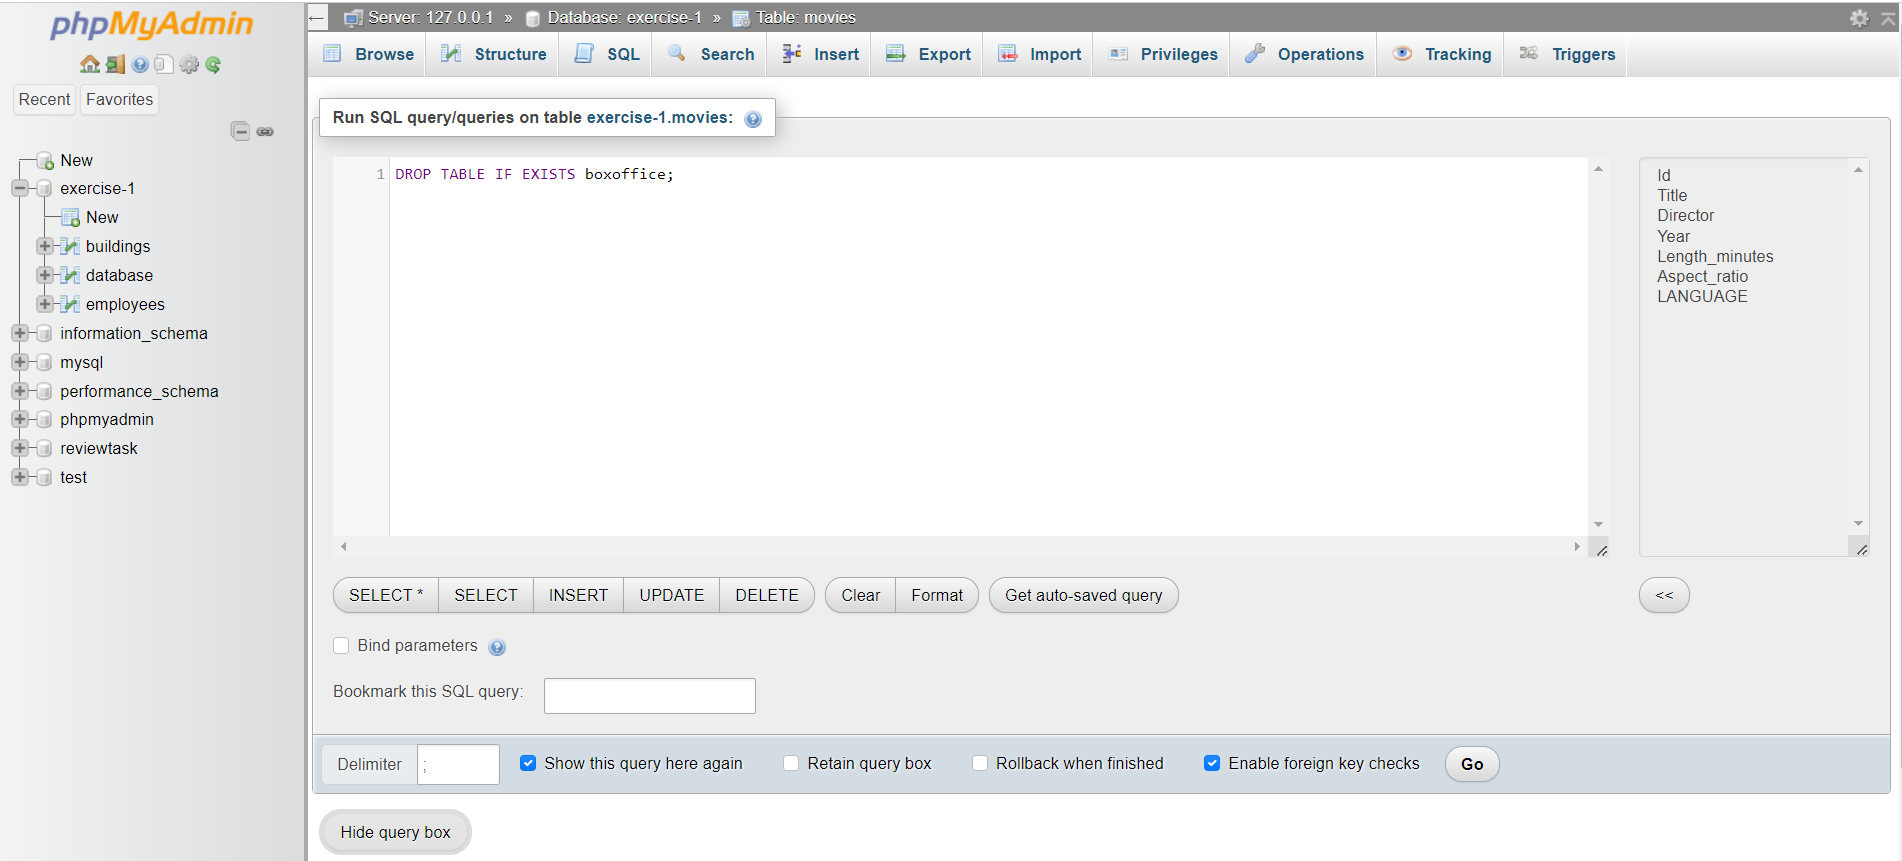 phpMyAdmin
Recent Favorites
New
exercise-1
New
buildings
database
employees
information_schema
mysql
performance_schema
phpmyadmin
reviewtask
test
Server: 127.0.0.1 » Database: exercise-1 » Table: movies
Browse Structure SQL Search Insert Export Import Privileges Operations Tracking Triggers
Run SQL query/queries on table exercise-1.movies:
1 DROP TABLE IF EXISTS boxoffice;
Id
Title
Director
Year
Length_minutes
Aspect_ratio
LANGUAGE
SELECT * SELECT INSERT UPDATE DELETE Clear Format Get auto-saved query <<
Bind parameters
Bookmark this SQL query:
Delimiter ; Show this query here again Retain query box Rollback when finished Enable foreign key checks Go
Hide query box